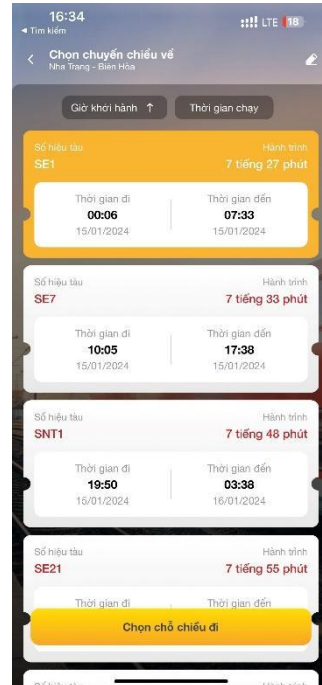 16:34
LTE 18
◄ Tìm kiếm
Chọn chuyến chiều về
Nha Trang - Biên Hòa
Giờ khởi hành ↑ Thời gian chạy
Số hiệu tàu Hành trình
SE1 7 tiếng 27 phút
Thời gian đi Thời gian đến
00:06 07:33
15/01/2024 15/01/2024
Số hiệu tàu Hành trình
SE7 7 tiếng 33 phút
Thời gian đi Thời gian đến
10:05 17:38
15/01/2024 15/01/2024
Số hiệu tàu Hành trình
SNT1 7 tiếng 48 phút
Thời gian đi Thời gian đến
19:50 03:38
15/01/2024 16/01/2024
Số hiệu tàu Hành trình
SE21 7 tiếng 55 phút
Thời gian đi Thời gian đến
Chọn chỗ chiều đi